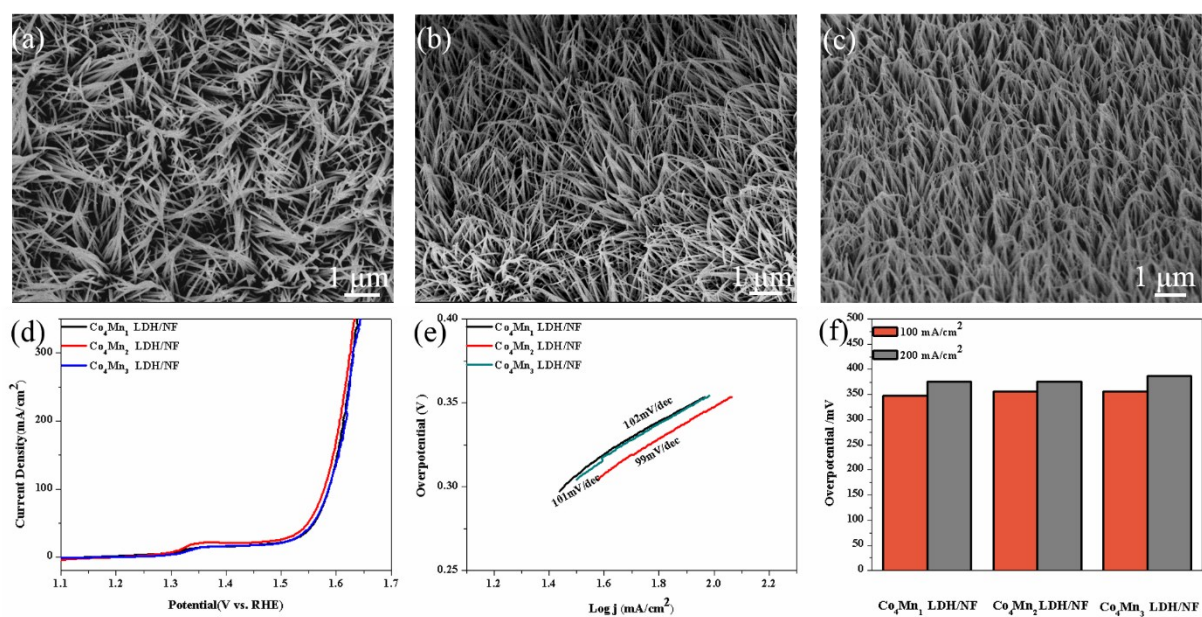 (a)
1 μm
(b)
1 μm
(c)
1 μm
(d)
Co₄Mn₁ LDH/NF
Co₄Mn₂ LDH/NF
Co₄Mn₃ LDH/NF
300
200
100
0
Current Density(mA/cm²)
1.1 1.2 1.3 1.4 1.5 1.6 1.7
Potential(V vs. RHE)
(e)
Co₄Mn₁ LDH/NF
Co₄Mn₂ LDH/NF
Co₄Mn₃ LDH/NF
102mV/dec
99mV/dec
101mV/dec
0.40
0.35
0.30
0.25
Overpotential (V)
1.2 1.4 1.6 1.8 2.0 2.2
Log j (mA/cm²)
(f)
100 mA/cm²
200 mA/cm²
500
450
400
350
300
250
200
150
100
50
0
Overpotential /mV
Co₄Mn₁ LDH/NF Co₄Mn₂ LDH/NF Co₄Mn₃ LDH/NF